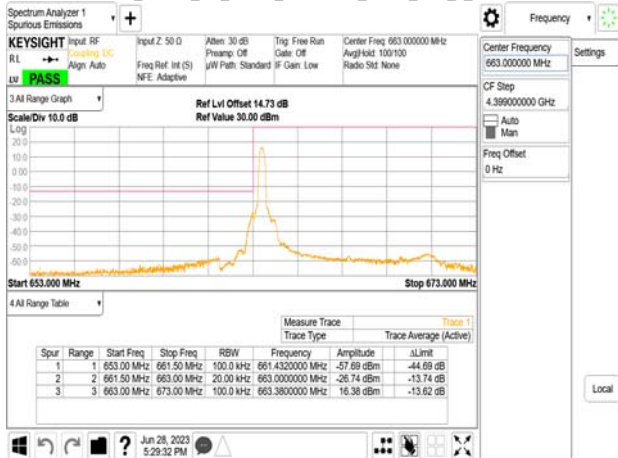 Spectrum Analyzer 1
Spurious Emissions
Frequency
KEYSIGHT
RL
PASS
Input: RF
Coupling: DC
Align: Auto
Input Z: 50 Ω
Freq Ref: Int (S)
NFE: Adaptive
Atten: 30 dB
Preamp: Off
µW Path: Standard
Trig: Free Run
Gate: Off
IF Gain: Low
Center Freq: 663.000000 MHz
Avg|Hold: 100/100
Radio Std: None
Center Frequency
663.000000 MHz
Settings
CF Step
4.399000000 GHz
Auto
Man
Freq Offset
0 Hz
3 All Range Graph
Scale/Div 10.0 dB
Ref Lvl Offset 14.73 dB
Ref Value 30.00 dBm
Log
20.0
10.0
0.00
-10.0
-20.0
-30.0
-40.0
-50.0
-60.0
Start 653.000 MHz
Stop 673.000 MHz
4 All Range Table
Measure Trace Trace 1
Trace Type Trace Average (Active)
Spur Range Start Freq Stop Freq RBW Frequency Amplitude ΔLimit
1 1 653.00 MHz 661.50 MHz 100.0 kHz 661.4320000 MHz -57.69 dBm -44.69 dB
2 2 661.50 MHz 663.00 MHz 20.00 kHz 663.0000000 MHz -26.74 dBm -13.74 dB
3 3 663.00 MHz 673.00 MHz 100.0 kHz 663.3800000 MHz 16.38 dBm -13.62 dB
Local
Jun 28, 2023
5:29:32 PM